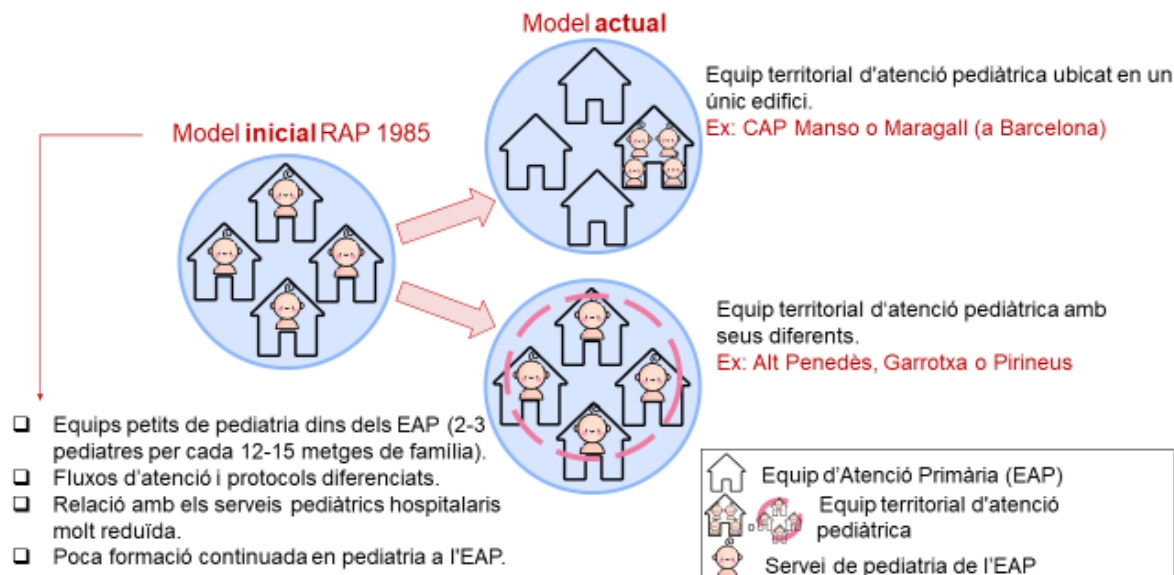 Model actual
Equip territorial d'atenció pediàtrica ubicat en un
únic edifici.
Ex: CAP Manso o Maragall (a Barcelona)
Model inicial RAP 1985
Equip territorial d'atenció pediàtrica amb
seus diferents.
Ex: Alt Penedès, Garrotxa o Pirineus
Equips petits de pediatria dins dels EAP (2-3
pediatres per cada 12-15 metges de família).
Fluxos d'atenció i protocols diferenciats.
Relació amb els serveis pediàtrics hospitalaris
molt reduïda.
Poca formació continuada en pediatria a l'EAP.
Equip d'Atenció Primària (EAP)
Equip territorial d'atenció
pediàtrica
Servei de pediatria de l'EAP